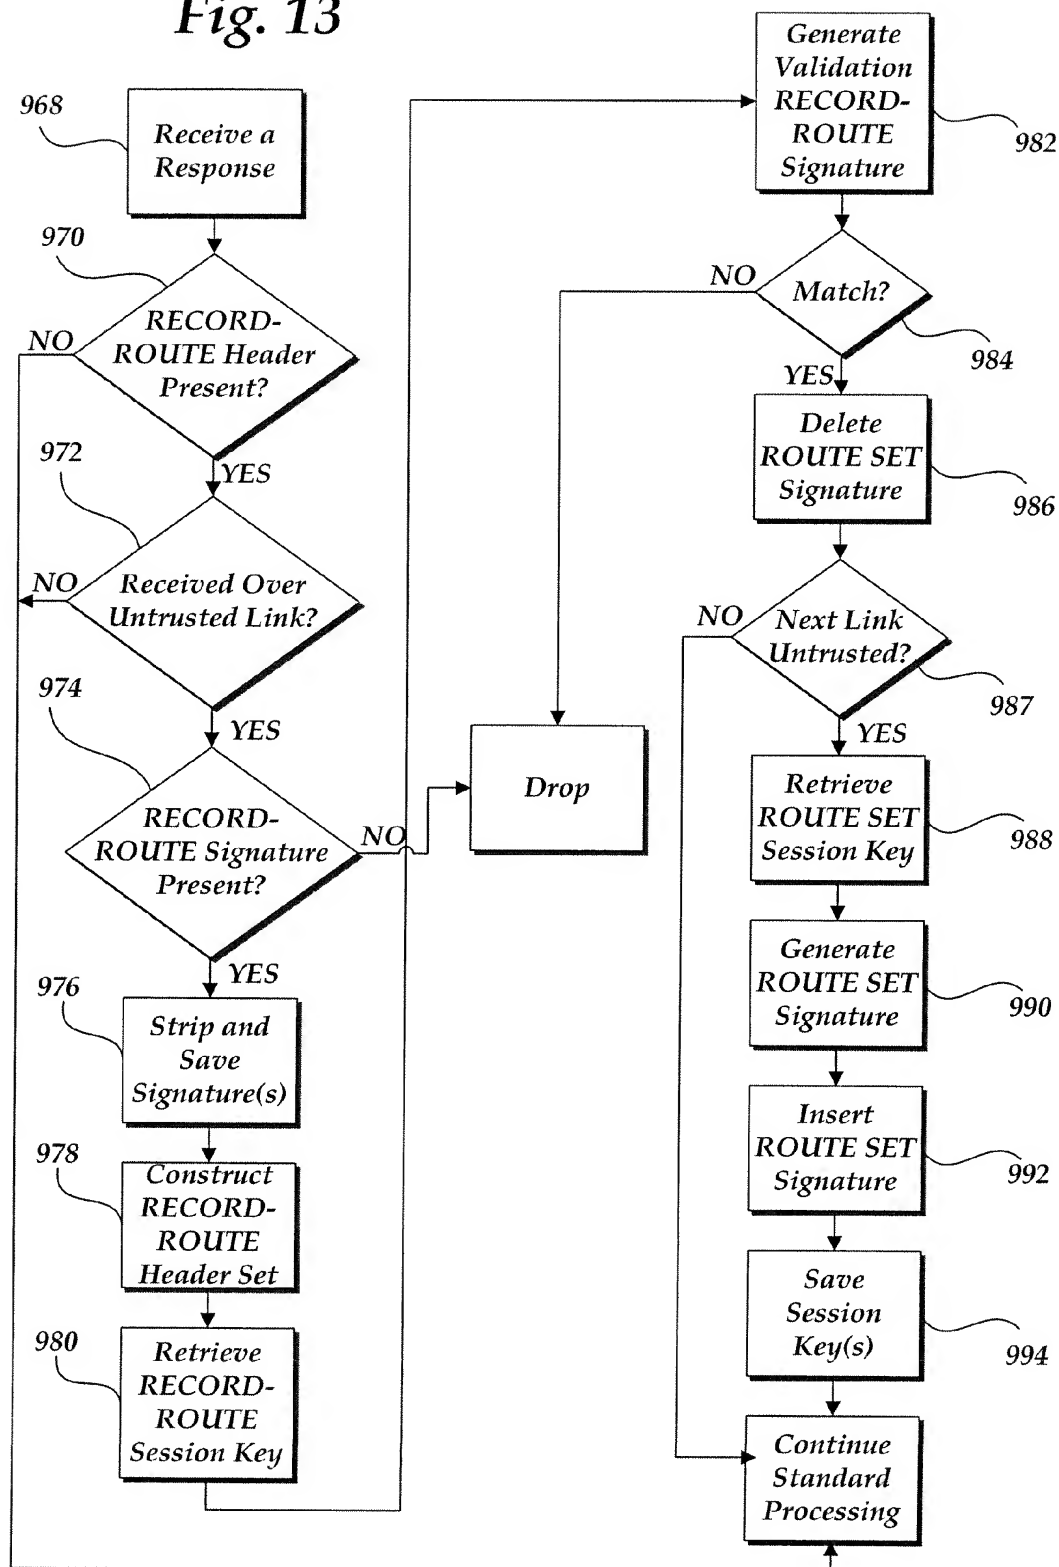 Fig. 13
968
Receive a
Response
970
RECORD-
ROUTE Header
Present?
NO
YES
972
Received Over
Untrusted Link?
NO
YES
974
RECORD-
ROUTE Signature
Present?
NO
YES
976
Strip and
Save
Signature(s)
978
Construct
RECORD-
ROUTE
Header Set
980
Retrieve
RECORD-
ROUTE
Session Key
Drop
Generate
Validation
RECORD-
ROUTE
Signature
982
NO
Match?
984
YES
Delete
ROUTE SET
Signature
986
NO
Next Link
Untrusted?
987
YES
Retrieve
ROUTE SET
Session Key
988
Generate
ROUTE SET
Signature
990
Insert
ROUTE SET
Signature
992
Save
Session
Key(s)
994
Continue
Standard
Processing